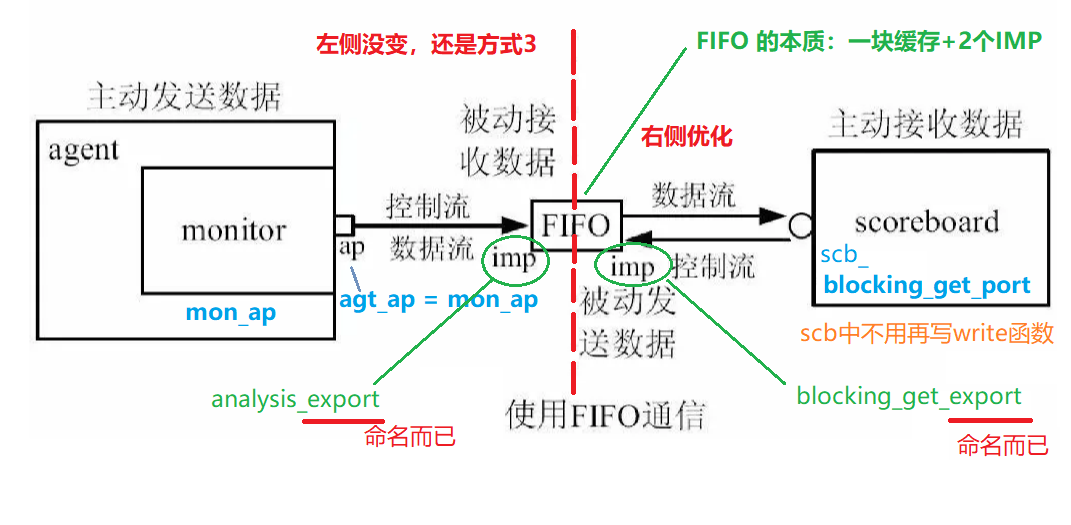 左侧没变，还是方式3
FIFO 的本质：一块缓存+2个IMP
主动发送数据
被动接
收数据
右侧优化
主动接收数据
agent
monitor
ap
控制流
数据流
FIFO
数据流
控制流
imp
imp
scoreboard
scb_
blocking_get_port
mon_ap
agt_ap = mon_ap
被动发
送数据
scb中不用再写write函数
analysis_export
命名而已
使用FIFO通信
blocking_get_export
命名而已